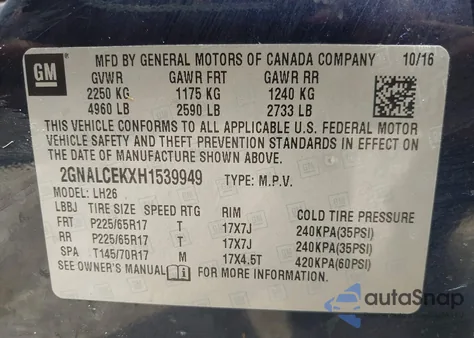 GM
MFD BY GENERAL MOTORS OF CANADA COMPANY 10/16
GVWR GAWR FRT GAWR RR
2250 KG 1175 KG 1240 KG
4960 LB 2590 LB 2733 LB
THIS VEHICLE CONFORMS TO ALL APPLICABLE U.S. FEDERAL MOTOR
VEHICLE SAFETY AND THEFT PREVENTION STANDARDS IN EFFECT ON
THE DATE OF MANUFACTURE SHOWN ABOVE.
2GNALCEKXH1539949 TYPE: M.P.V.
MODEL: LH26
LBBJ TIRE SIZE SPEED RTG RIM COLD TIRE PRESSURE
FRT P225/65R17 T 17X7J 240KPA(35PSI)
RR P225/65R17 T 17X7J 240KPA(35PSI)
SPA T145/70R17 M 17X4.5T 420KPA(60PSI)
SEE OWNER'S MANUAL FOR MORE INFORMATION
autoSnap